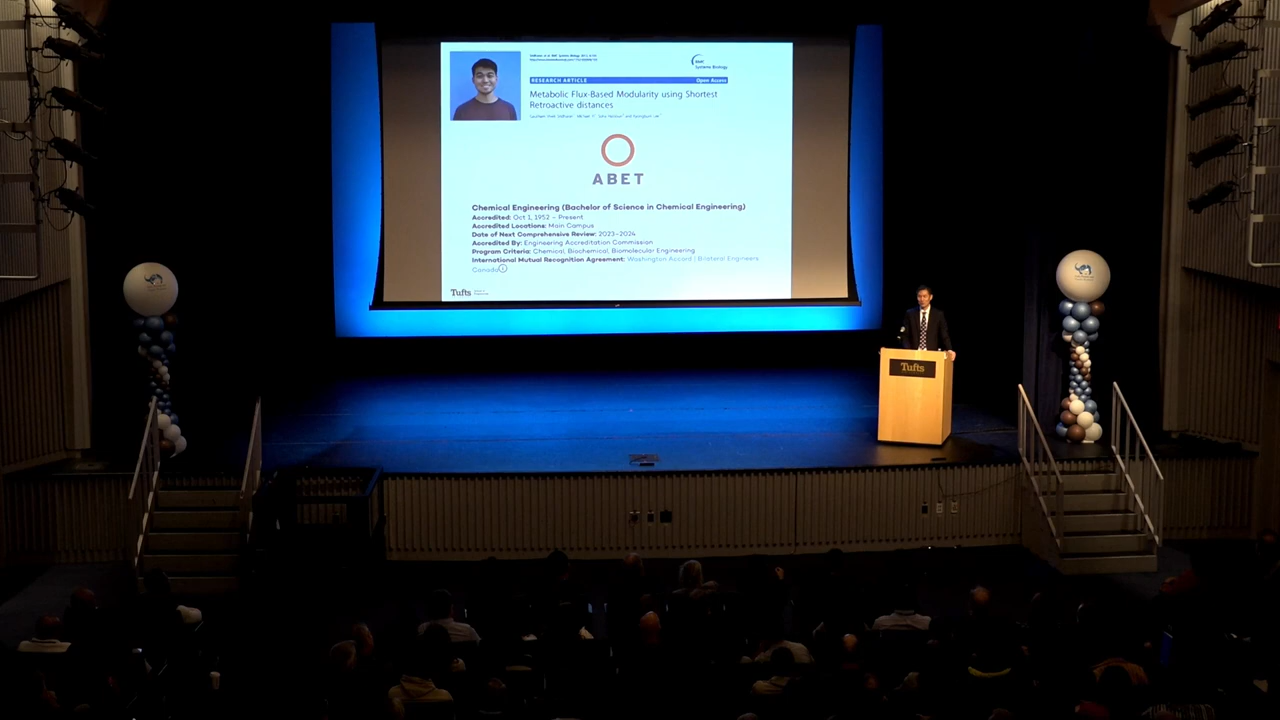 BMC
Systems Biology
RESEARCH ARTICLE Open Access
Metabolic Flux-Based Modularity using Shortest
Retroactive distances
ABET
Chemical Engineering (Bachelor of Science in Chemical Engineering)
Accredited: Oct 1, 1952 – Present
Accredited Locations: Main Campus
Date of Next Comprehensive Review: 2023–2024
Accredited By: Engineering Accreditation Commission
Program Criteria: Chemical, Biochemical, Biomolecular Engineering
International Mutual Recognition Agreement: Washington Accord | Bilateral Engineers
Canada
Tufts
Tufts